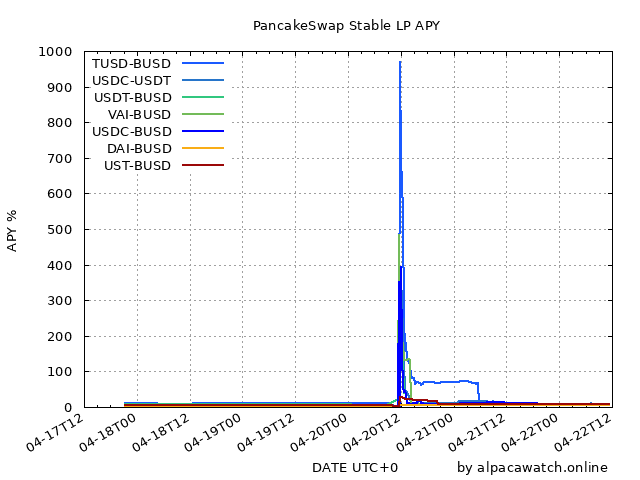 PancakeSwap Stable LP APY
1000
900
800
700
600
500
400
300
200
100
0
APY %
TUSD-BUSD
USDC-USDT
USDT-BUSD
VAI-BUSD
USDC-BUSD
DAI-BUSD
UST-BUSD
04-17T12
04-18T00
04-18T12
04-19T00
04-19T12
04-20T00
04-20T12
04-21T00
04-21T12
04-22T00
04-22T12
DATE UTC+0
by alpacawatch.online